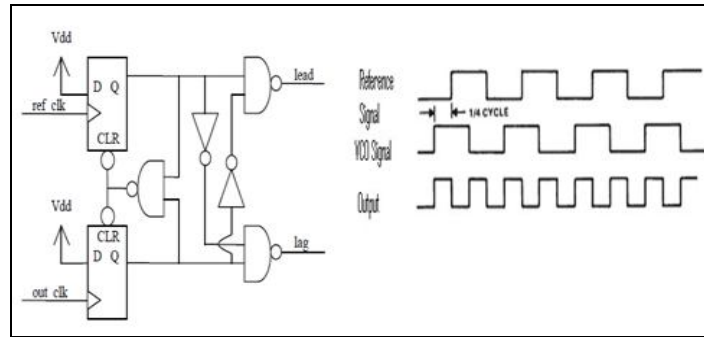 Vdd
D Q
ref clk
CLR
lead
Vdd
CLR
D Q
out clk
lag
Reference
Signal
1/4 CYCLE
VCO Signal
Output